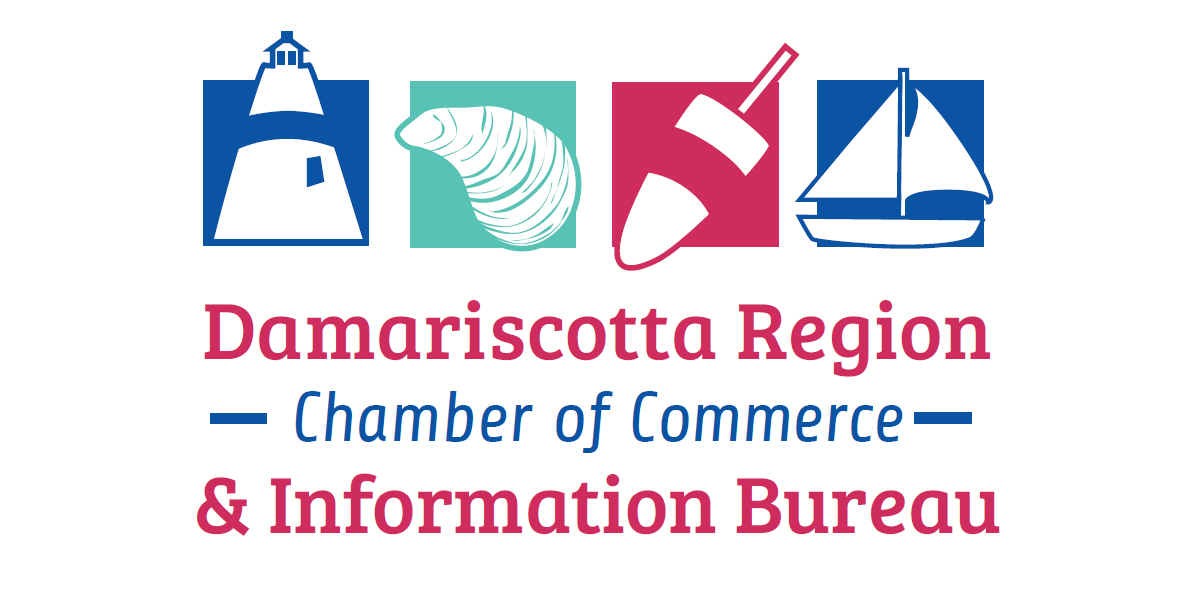 Damariscotta Region
Chamber of Commerce
& Information Bureau